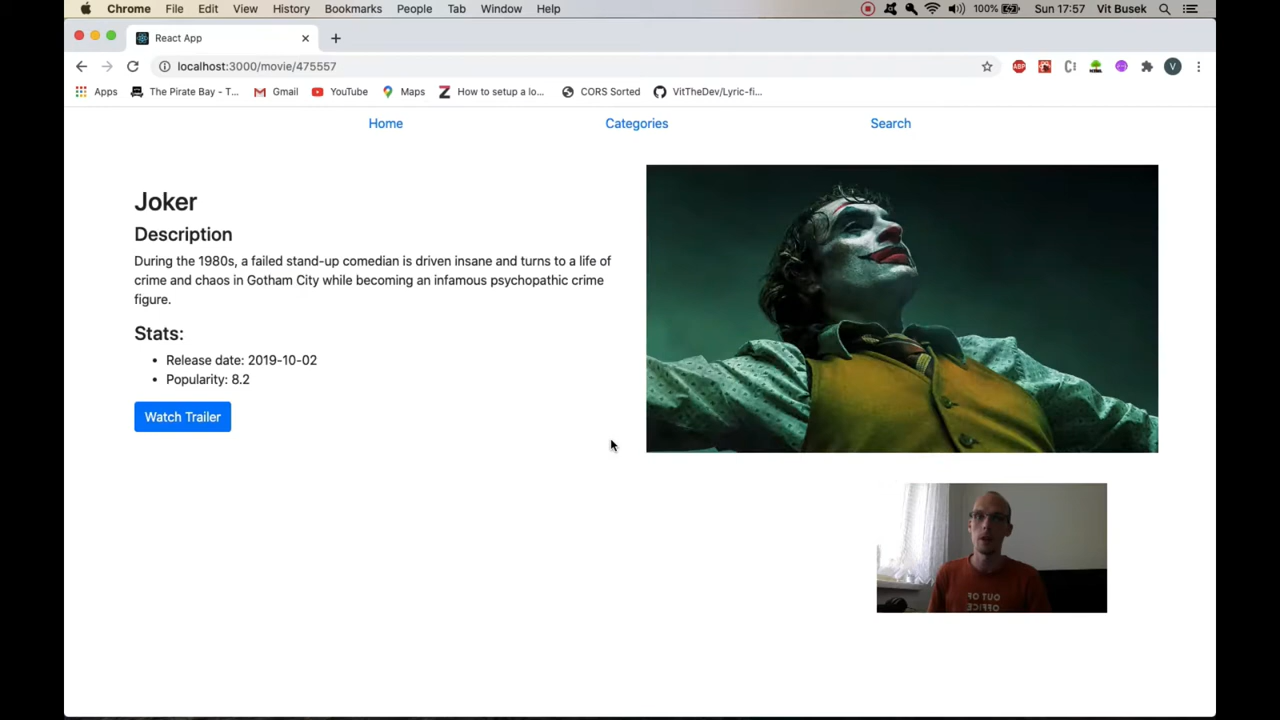 Chrome File Edit View History Bookmarks People Tab Window Help 100% Sun 17:57 Vit Busek
React App
localhost:3000/movie/475557 ABP V
Apps The Pirate Bay - T... Gmail YouTube Maps How to setup a lo... CORS Sorted VitTheDev/Lyric-fi...
Home Categories Search
Joker
Description
During the 1980s, a failed stand-up comedian is driven insane and turns to a life of
crime and chaos in Gotham City while becoming an infamous psychopathic crime
figure.
Stats:
• Release date: 2019-10-02
• Popularity: 8.2
Watch Trailer
OUT OF
OFFICE